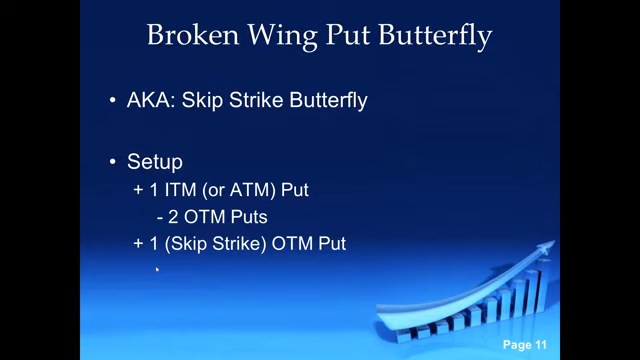 Broken Wing Put Butterfly
• AKA: Skip Strike Butterfly
• Setup
+ 1 ITM (or ATM) Put
- 2 OTM Puts
+ 1 (Skip Strike) OTM Put
Page 11